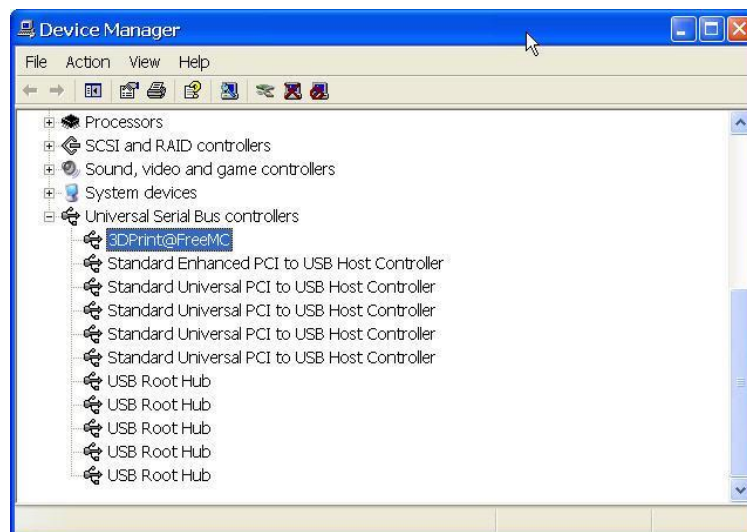 Device Manager
File Action View Help
Processors
SCSI and RAID controllers
Sound, video and game controllers
System devices
Universal Serial Bus controllers
3DPrint@FreeMC
Standard Enhanced PCI to USB Host Controller
Standard Universal PCI to USB Host Controller
Standard Universal PCI to USB Host Controller
Standard Universal PCI to USB Host Controller
Standard Universal PCI to USB Host Controller
USB Root Hub
USB Root Hub
USB Root Hub
USB Root Hub
USB Root Hub